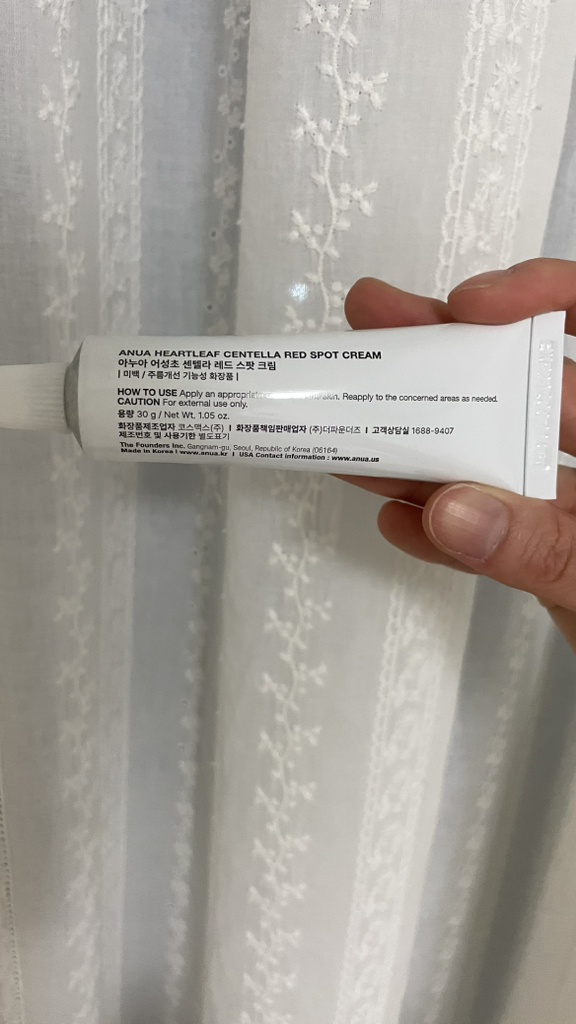 ANUA HEARTLEAF CENTELLA RED SPOT CREAM
아누아 어성초 센텔라 레드 스팟 크림
| 미백 / 주름개선 기능성 화장품 |
HOW TO USE Apply an skin. Reapply to the concerned areas as needed.
CAUTION For external use only.
용량 30 g / Net Wt. 1.05 oz.
화장품제조업자 코스맥스(주) I 화장품책임판매업자 (주)더파운더즈 I 고객상담실 1688-9407
제조번호 및 사용기한 별도표기
The Founders Inc. Gangnam-gu, Seoul, Republic of Korea (06164)
Made in Korea I www.anua.kr I USA Contact information : www.anua.us